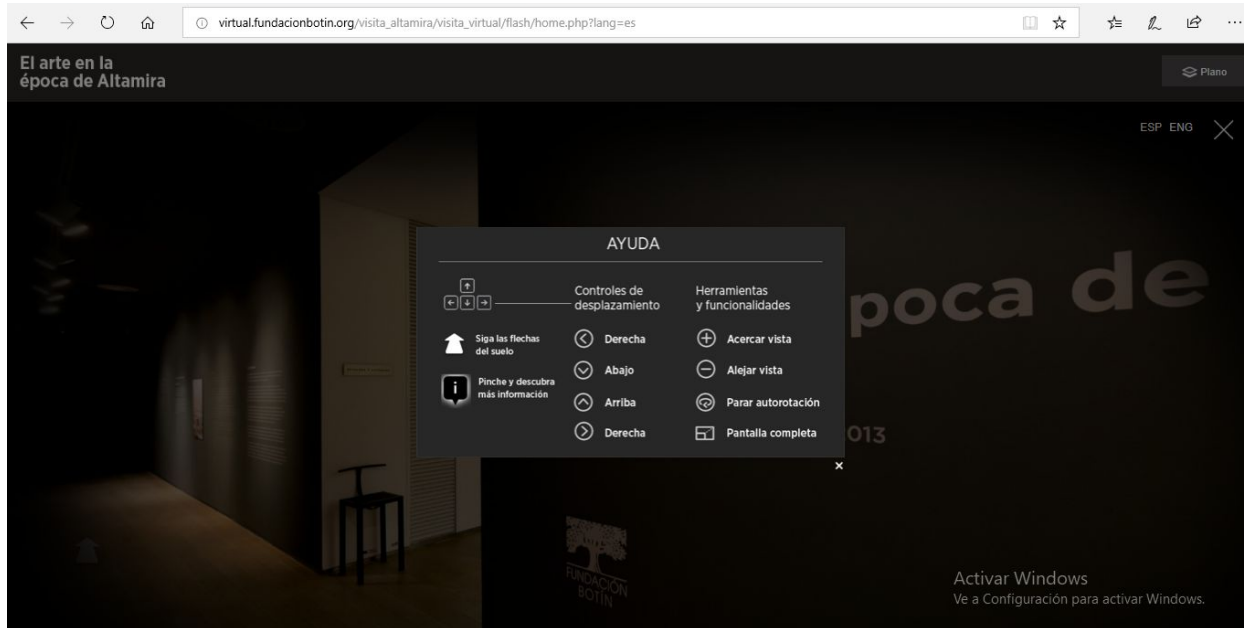 virtual.fundacionbotin.org/visita_altamira/visita_virtual/flash/home.php?lang=es
El arte en la
época de Altamira
Plano
ESP ENG
AYUDA
Controles de
desplazamiento
Herramientas
y funcionalidades
Siga las flechas
del suelo
Pinche y descubra
más información
Derecha
Abajo
Arriba
Derecha
Acercar vista
Alejar vista
Parar autorotación
Pantalla completa
poca de
013
FUNDACIÓN
BOTÍN
Activar Windows
Ve a Configuración para activar Windows.